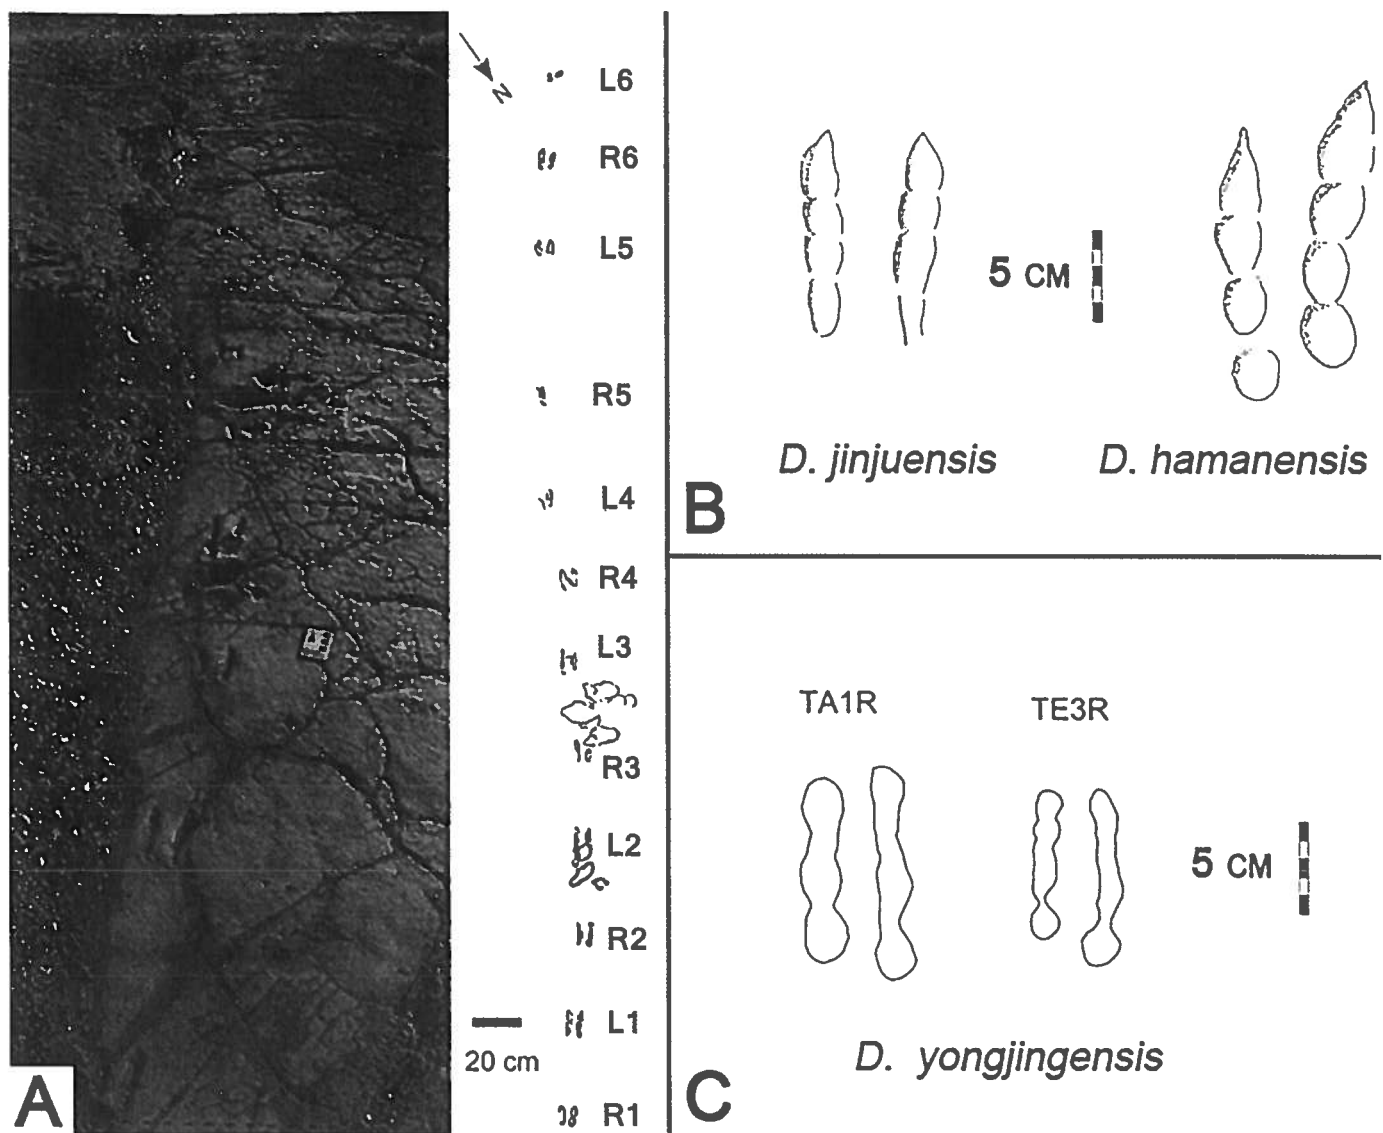 N
L6
R6
L5
R5
L4
R4
L3
R3
L2
R2
L1
20 cm
R1
A
5 CM
D. jinjuensis
D. hamanensis
B
TA1R
TE3R
5 CM
D. yongjingensis
C